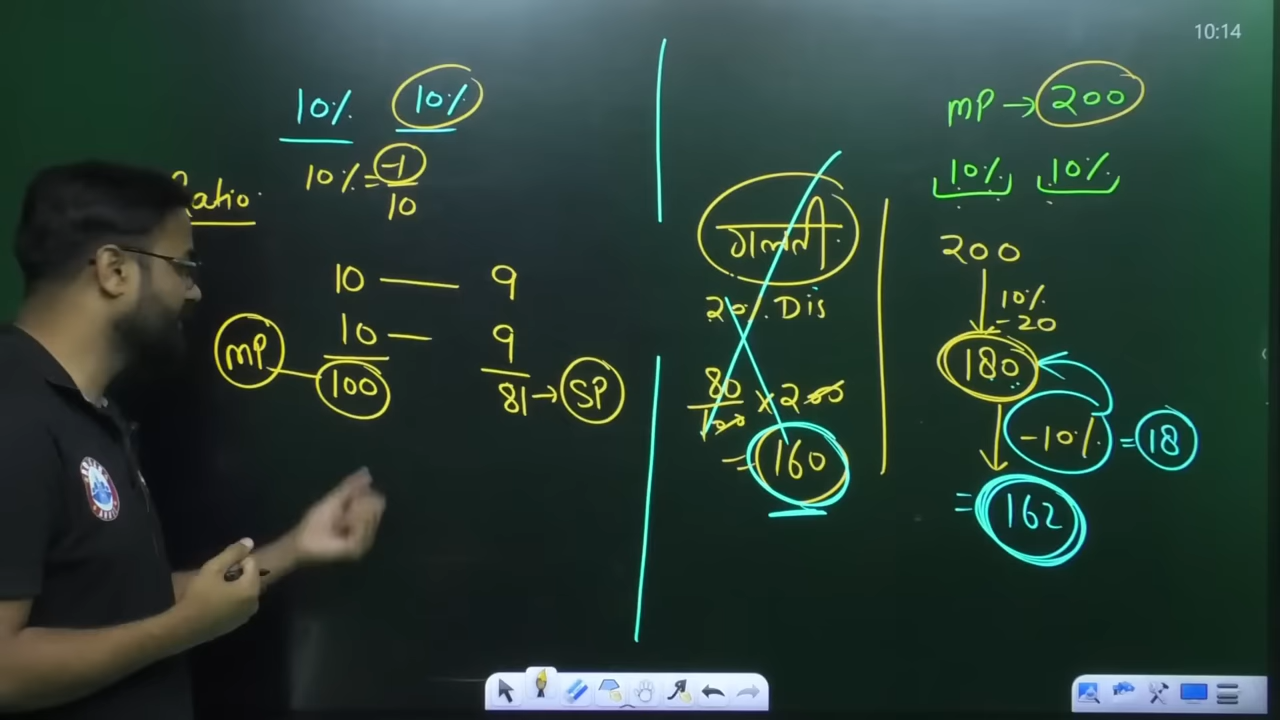 10:14
10% 10%
10% = -1/10
Ratio.
10 — 9
10 — 9
MP — 100 81 → SP
गलती
20% Dis
80/100 × 200
= 160
MP → 200
10% 10%
200
10%
-20
180
-10% = 18
= 162